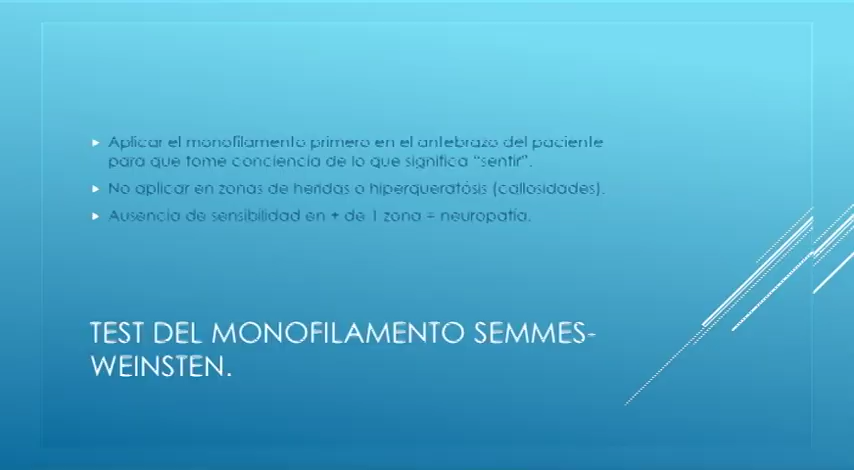 Aplicar el monofilamento primero en el antebrazo del paciente
para que tome conciencia de lo que significa “sentir”.
No aplicar en zonas de heridas o hiperqueratósis (callosidades).
Ausencia de sensibilidad en + de 1 zona = neuropatía.
TEST DEL MONOFILAMENTO SEMMES-
WEINSTEN.